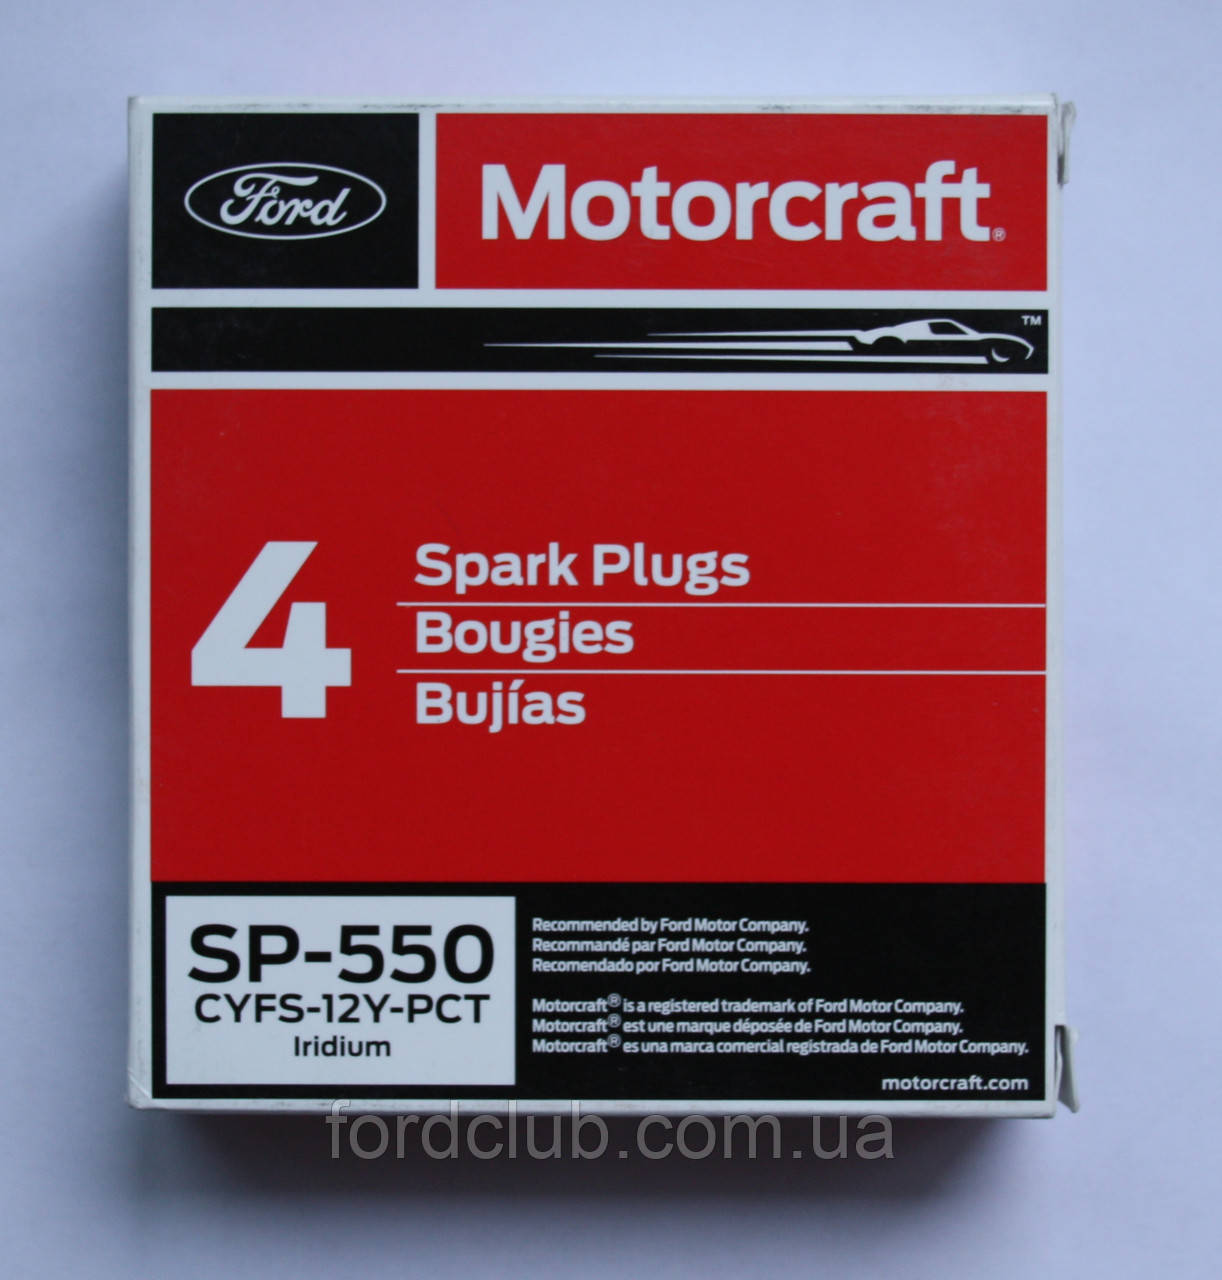 Ford
Motorcraft®
TM
4
Spark Plugs
Bougies
Bujías
SP-550
CYFS-12Y-PCT
Iridium
Recommended by Ford Motor Company.
Recommandé par Ford Motor Company.
Recomendado por Ford Motor Company.
Motorcraft® is a registered trademark of Ford Motor Company.
Motorcraft® est une marque déposée de Ford Motor Company.
Motorcraft® es una marca comercial registrada de Ford Motor Company.
motorcraft.com
fordclub.com.ua